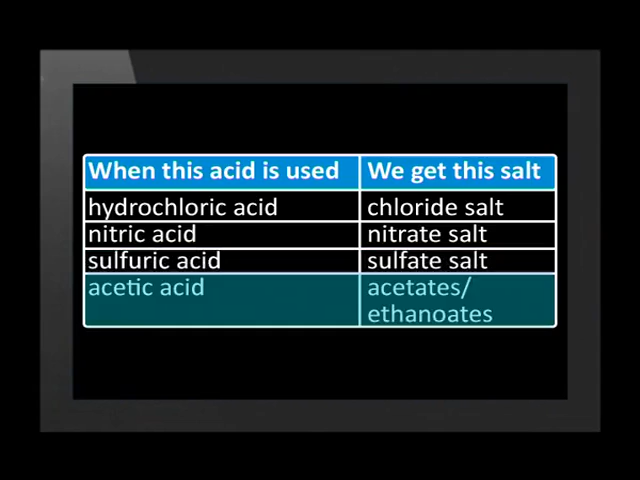 When this acid is used We get this salt
hydrochloric acid chloride salt
nitric acid nitrate salt
sulfuric acid sulfate salt
acetic acid acetates/
ethanoates